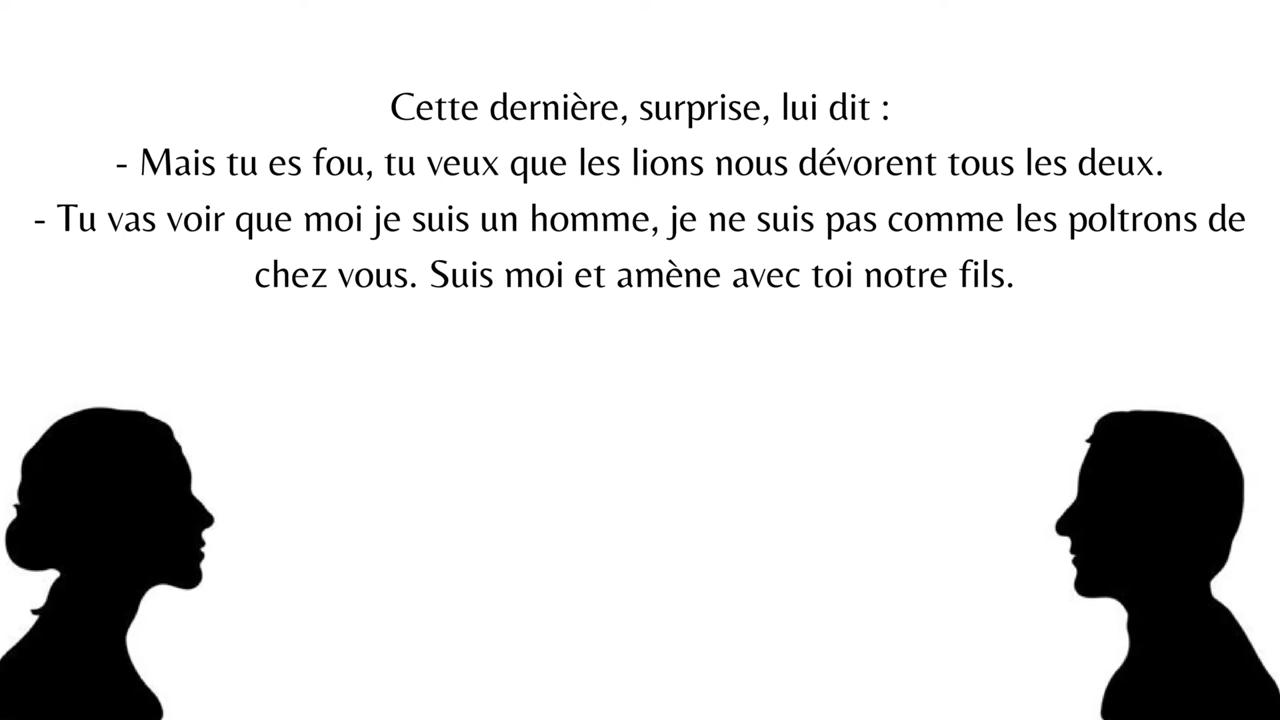 Cette dernière, surprise, lui dit :
- Mais tu es fou, tu veux que les lions nous dévorent tous les deux.
- Tu vas voir que moi je suis un homme, je ne suis pas comme les poltrons de
chez vous. Suis moi et amène avec toi notre fils.